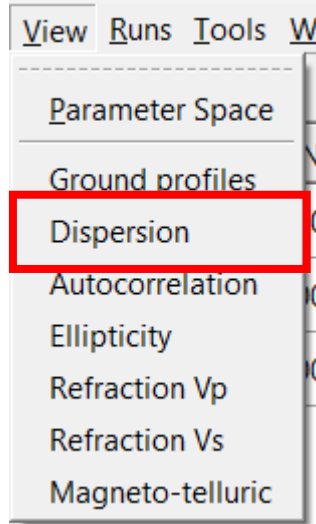 View Runs Tools W
Parameter Space
Ground profiles
Dispersion
Autocorrelation
Ellipticity
Refraction Vp
Refraction Vs
Magneto-telluric